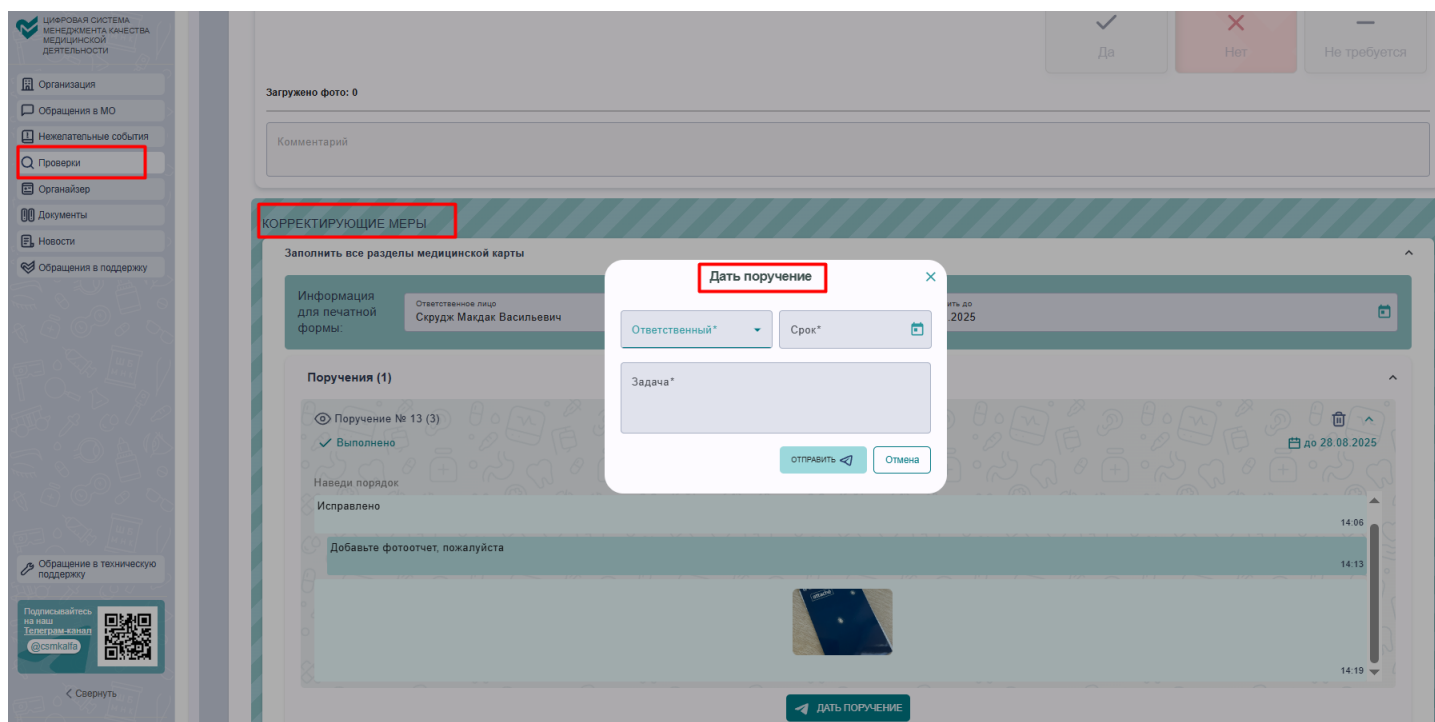 ЦИФРОВАЯ СИСТЕМА
МЕНЕДЖМЕНТА КАЧЕСТВА
МЕДИЦИНСКОЙ
ДЕЯТЕЛЬНОСТИ
Организация
Обращения в МО
Нежелательные события
Проверки
Органайзер
Документы
Новости
Обращения в поддержку
Обращение в техническую
поддержку
Подписывайтесь
на наш
Телеграм-канал
@csmkalfa
Свернуть
Да
Нет
Не требуется
Загружено фото: 0
Комментарий
КОРРЕКТИРУЮЩИЕ МЕРЫ
Заполнить все разделы медицинской карты
Информация
для печатной
формы:
Ответственное лицо
Скрудж Макдак Васильевич
ить до
.2025
Дать поручение
Ответственный*
Срок*
Задача*
ОТПРАВИТЬ
Отмена
Поручения (1)
Поручение № 13 (3)
Выполнено
до 28.08.2025
Наведи порядок
Исправлено
14:06
Добавьте фотоотчет, пожалуйста
14:13
14:19
ДАТЬ ПОРУЧЕНИЕ